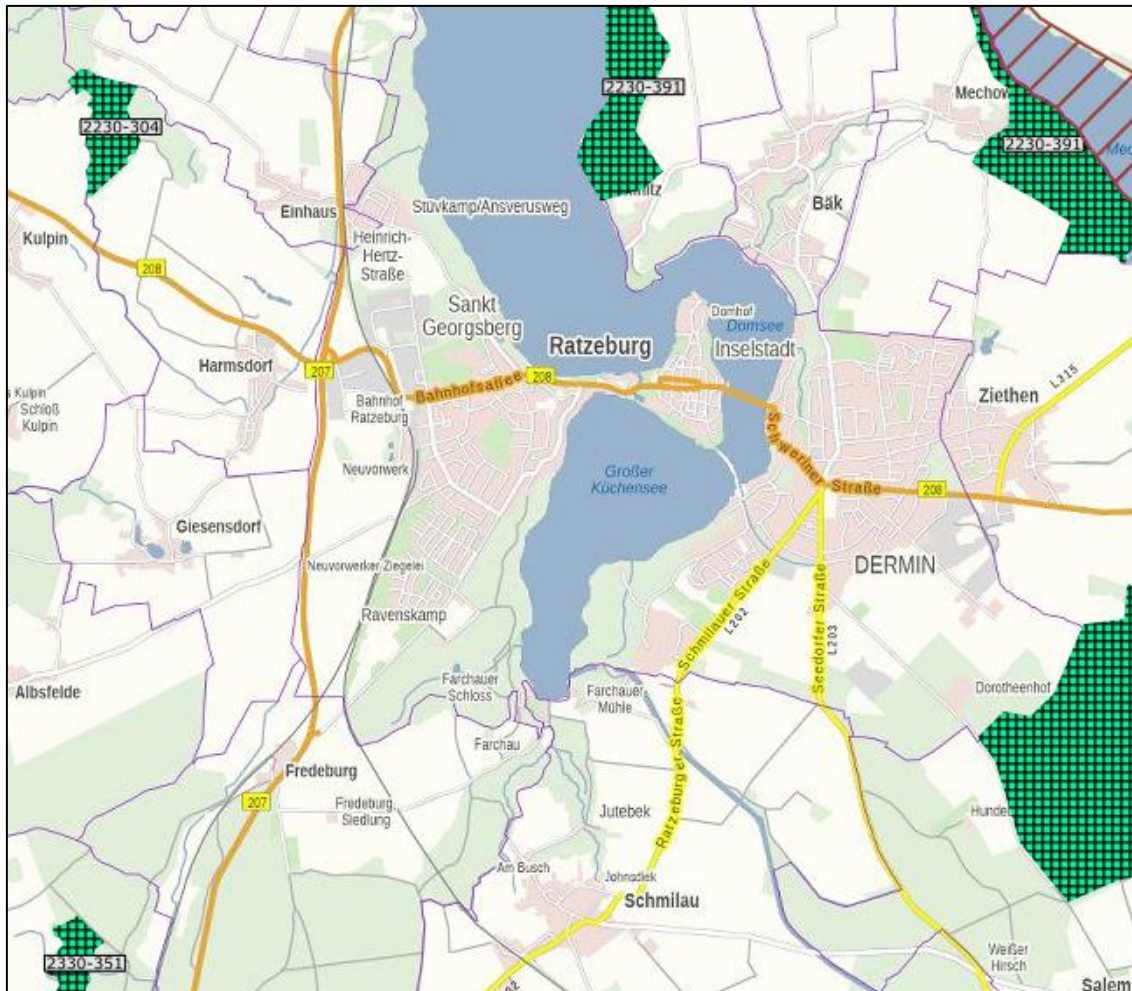 2230-391
2230-304
2230-391
Mechow
Einhaus
Stüvkamp/Ansverusweg
Bäk
Kulpin
208
Heinrich-
Hertz-
Straße
Sankt
Georgsberg
Domhof
Domsee
Ratzeburg
Inselstadt
Harmsdorf
207
208
Bahnhofsallee
L315
Ziethen
Schloß
Kulpin
Bahnhof
Ratzeburg
Neuvorwerk
Großer
Küchensee
Schweriner Straße
208
Giesensdorf
Neuvorwerker Ziegelei
DERMIN
Ravenskamp
Schmilauer Straße
L202
Seedorfer Straße
L203
Albsfelde
Farchauer
Schloss
Farchauer
Mühle
Dorotheenhof
Ratzeburger Straße
Farchau
Fredeburg
207
Fredeburg
Siedlung
Jutebek
Am Busch
Johnsdiek
Schmilau
2330-351
Weißer
Hirsch
Salem